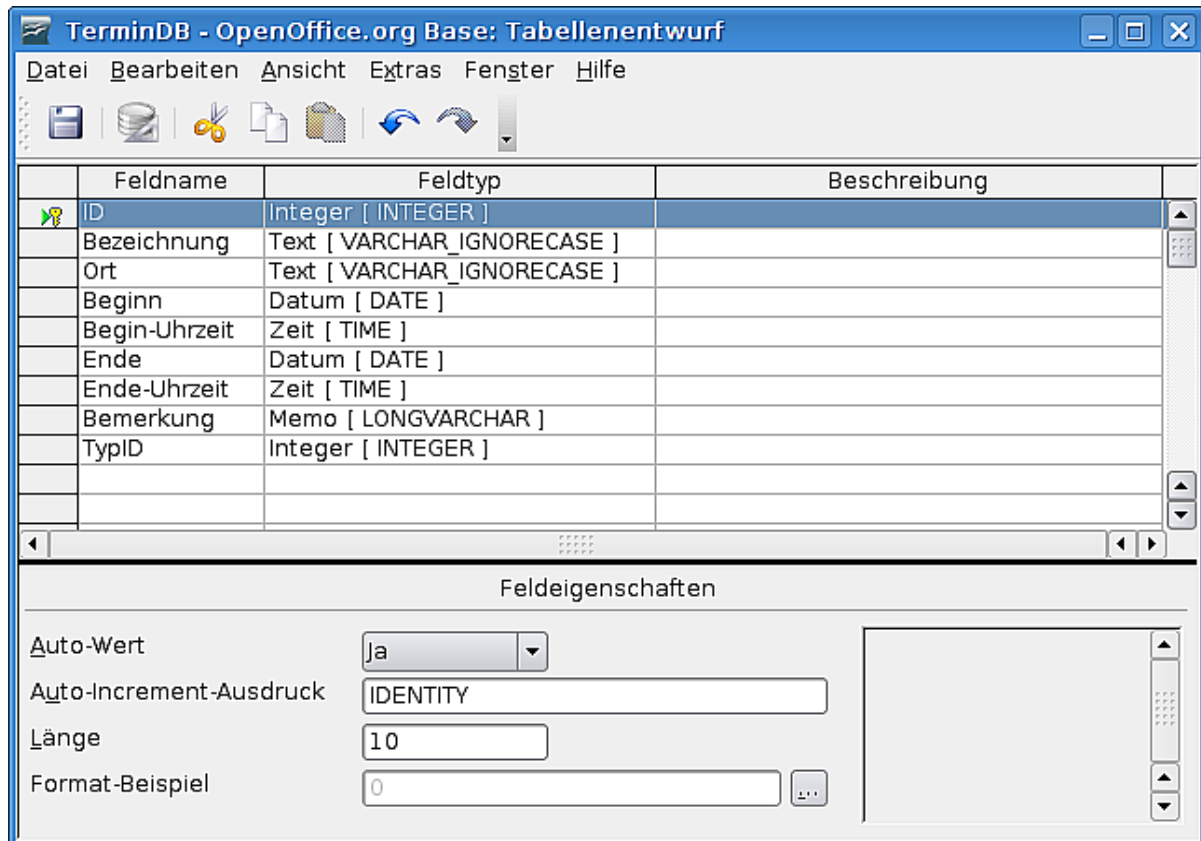 TerminDB - OpenOffice.org Base: Tabellenentwurf
Datei Bearbeiten Ansicht Extras Fenster Hilfe
Feldname Feldtyp Beschreibung
ID Integer [ INTEGER ]
Bezeichnung Text [ VARCHAR_IGNORECASE ]
Ort Text [ VARCHAR_IGNORECASE ]
Beginn Datum [ DATE ]
Begin-Uhrzeit Zeit [ TIME ]
Ende Datum [ DATE ]
Ende-Uhrzeit Zeit [ TIME ]
Bemerkung Memo [ LONGVARCHAR ]
TypID Integer [ INTEGER ]
Feldeigenschaften
Auto-Wert Ja
Auto-Increment-Ausdruck IDENTITY
Länge 10
Format-Beispiel 0 ...